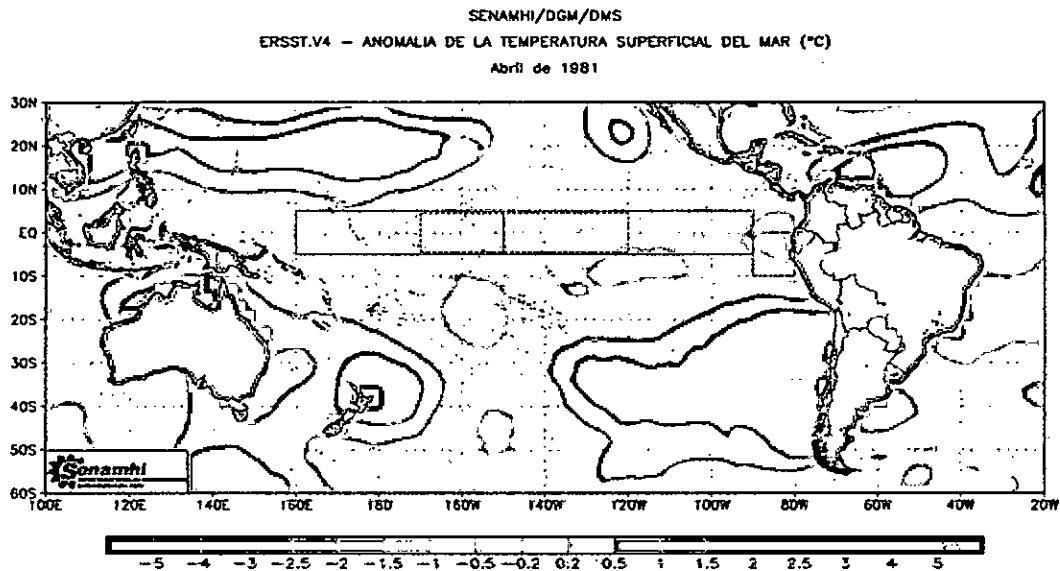 SENAMHI/DGM/DMS
ERSST.V4 – ANOMALIA DE LA TEMPERATURA SUPERFICIAL DEL MAR (°C)
Abril de 1981
30N
20N
10N
EQ
10S
20S
30S
40S
50S
60S
Senamhi
100E 120E 140E 160E 180 160W 140W 120W 100W 80W 60W 40W 20W
-5 -4 -3 -2.5 -2 -1.5 -1 -0.5 -0.2 0.2 0.5 1 1.5 2 2.5 3 4 5